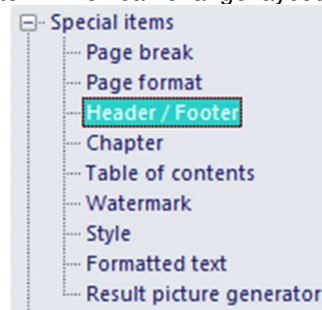 Special items
Page break
Page format
Header / Footer
Chapter
Table of contents
Watermark
Style
Formatted text
Result picture generator